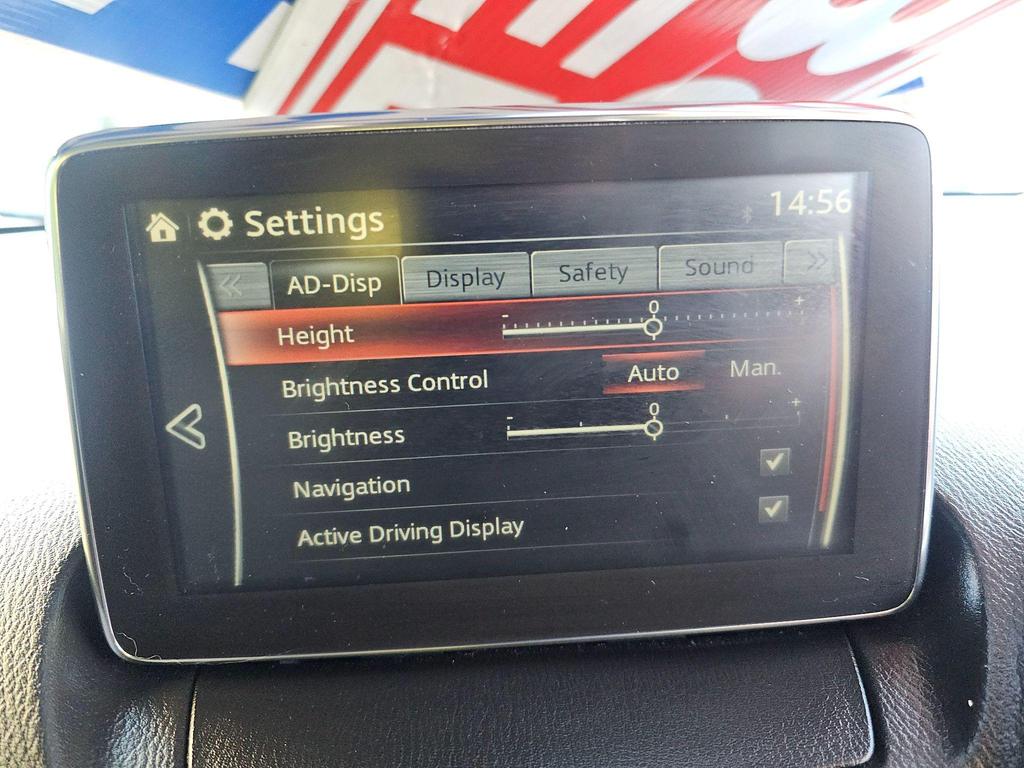 Settings 14:56
« AD-Disp Display Safety Sound »
Height - 0 +
Brightness Control Auto Man.
Brightness - 0 +
Navigation
Active Driving Display